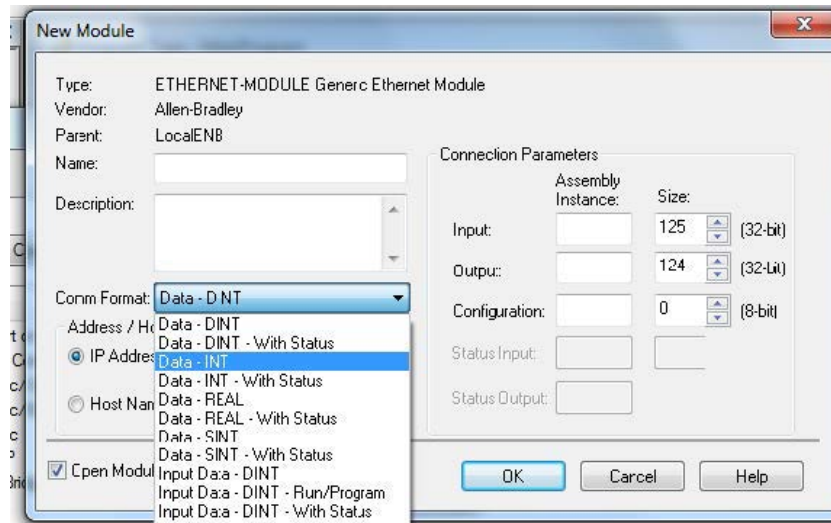 New Module
Type: ETHERNET-MODULE Generc Ethernet Module
Vendor: Allen-Bradley
Parent: LocalENB
Name:
Description:
Comm Format: Data - DINT
Data - DINT
Data - DINT - With Status
Data - INT
Data - INT - With Status
Data - REAL
Data - REAL - With Status
Data - SINT
Data - SINT - With Status
Input Data - DINT
Input Data - DINT - Run/Program
Input Data - DINT - With Status
Address / H
IP Addre
Host Nan
Connection Parameters
Assembly
Instance: Size:
Input: 125 (32-bit)
Output: 124 (32-bit)
Configuration: 0 (8-bit)
Status Input:
Status Output:
Open Modul
OK Cancel Help